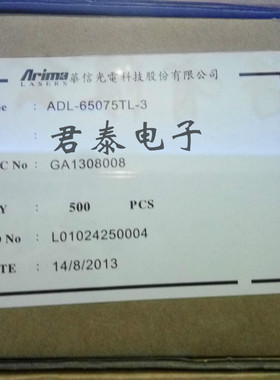 Arima 華信光電科技股份有限公司
LASERS
e : ADL-65075TL-3
君泰电子
C No : GA1308008
Y : 500 PCS
O No : L01024250004
TE : 14/8/2013